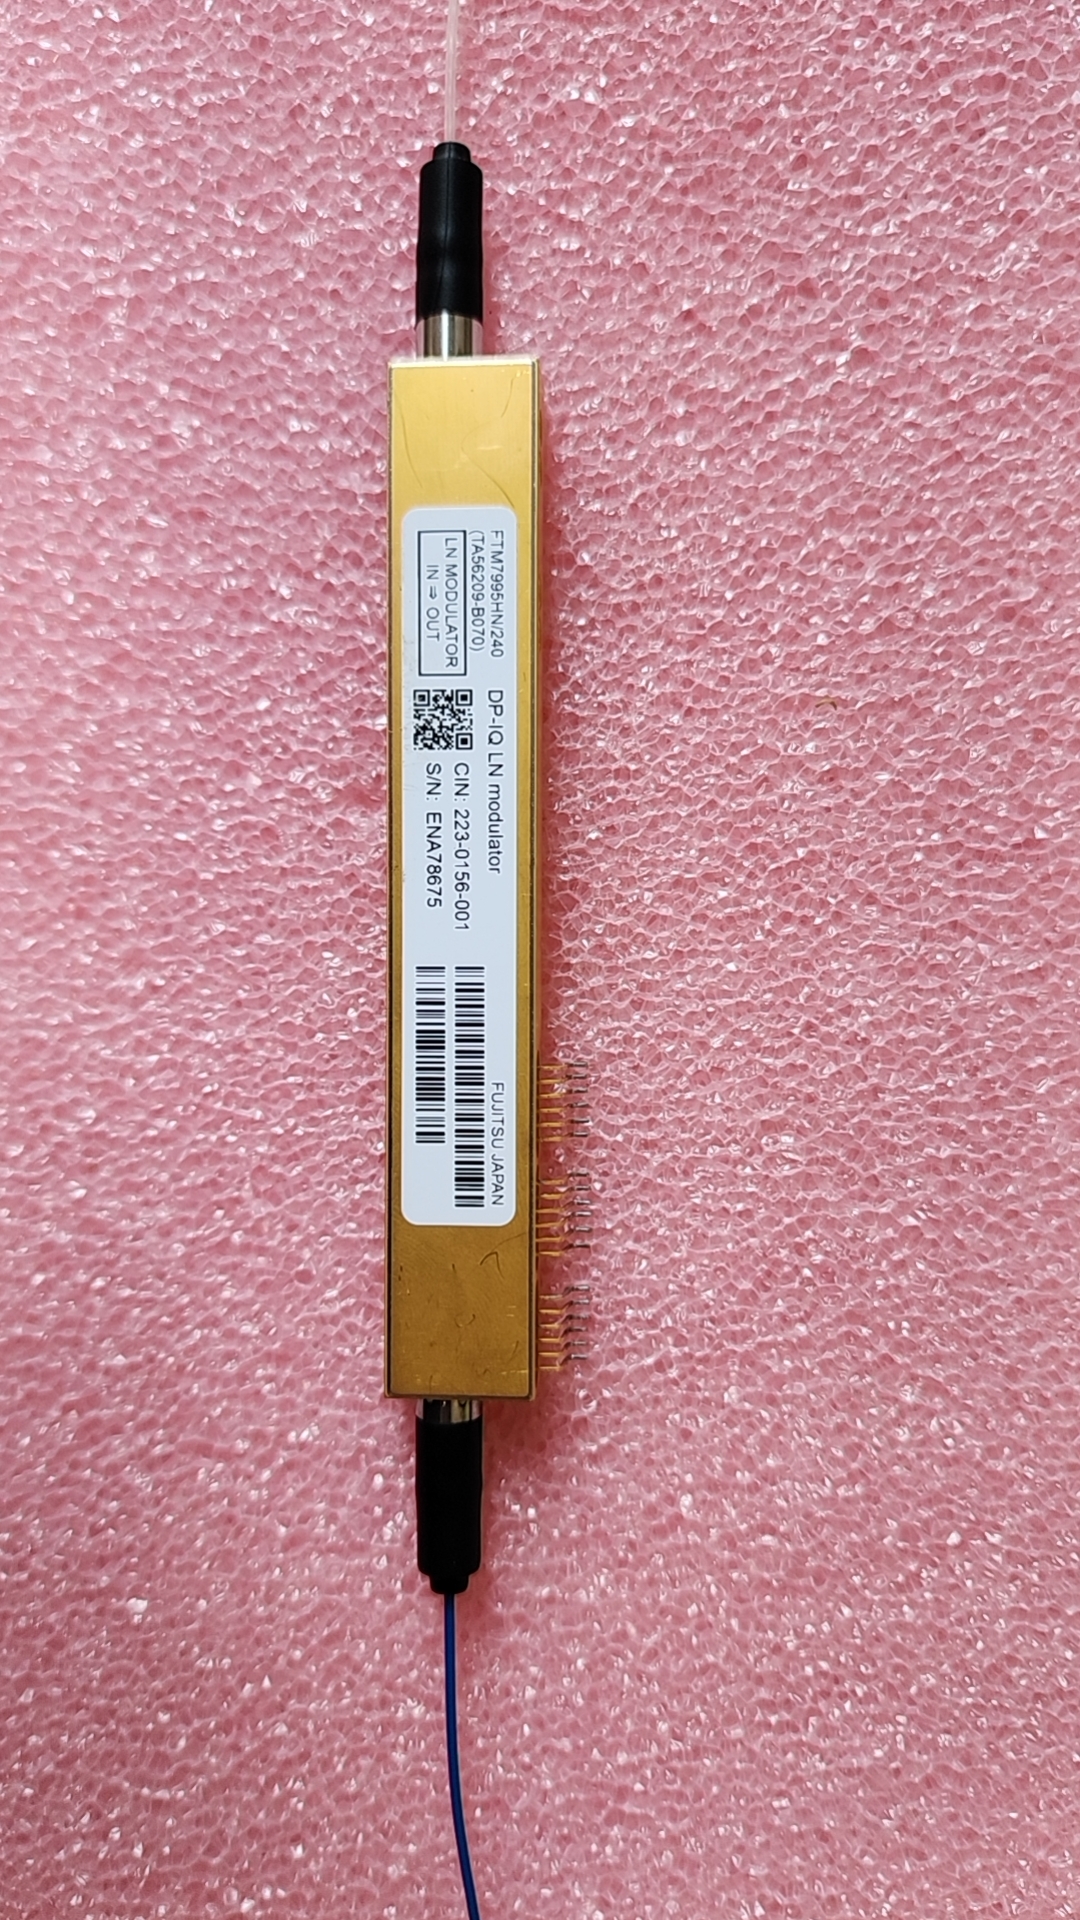 FTM7995HN/240
(TA56209-B070)
LN MODULATOR
IN ⇒ OUT
DP-IQ LN modulator
CIN: 223-0156-001
S/N: ENA78675
FUJITSU JAPAN